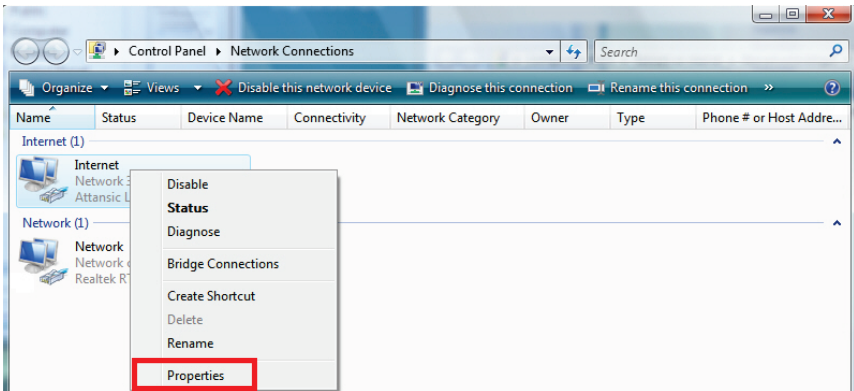 Control Panel Network Connections Search
Organize Views Disable this network device Diagnose this connection Rename this connection »
Name Status Device Name Connectivity Network Category Owner Type Phone # or Host Addre...
Internet (1)
Internet
Network
Attansic L
Network (1)
Network
Network
Realtek RT
Disable
Status
Diagnose
Bridge Connections
Create Shortcut
Delete
Rename
Properties